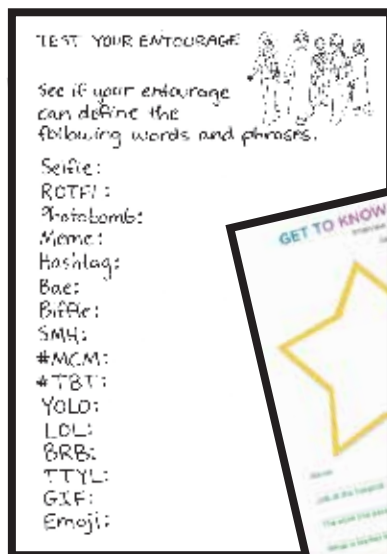 TEST YOUR ENTOURAGE
See if your entourage
can define the
following words and phrases.
Selfie:
ROTFL:
Photobomb:
Meme:
Hashtag:
Bae:
Biffle:
SMH:
#MCM:
#TBT:
YOLO:
LOL:
BRB:
TTYL:
GIF:
Emoji:
GET TO KNOW